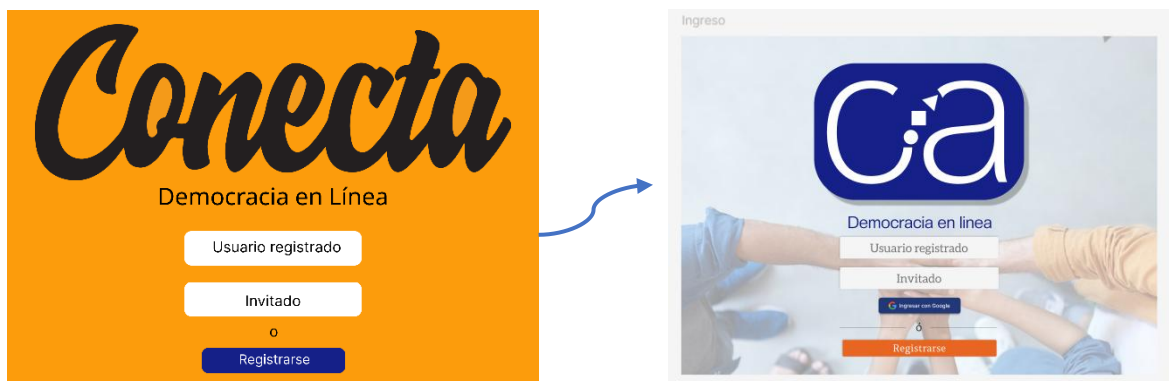 Conecta
Democracia en Línea
Usuario registrado
Invitado
o
Registrarse
Ingreso
ca
Democracia en linea
Usuario registrado
Invitado
Ingresar con Google
ó
Registrarse